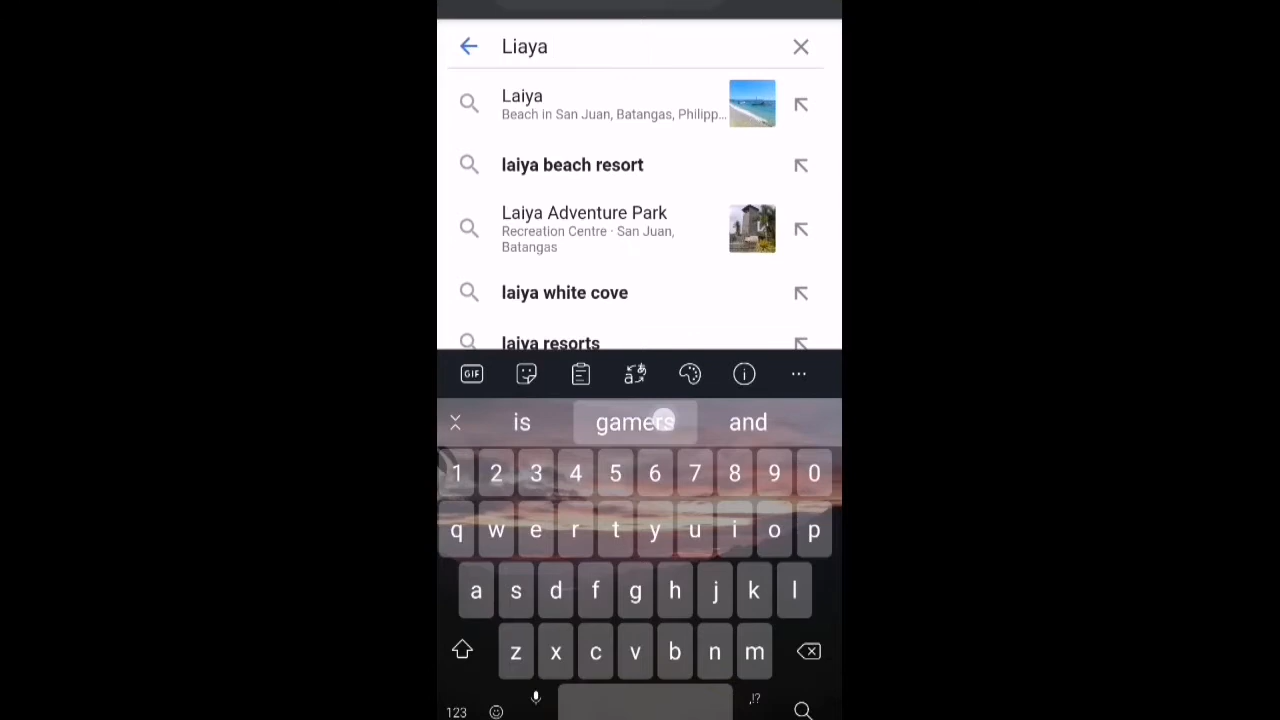 Liaya
Laiya
Beach in San Juan, Batangas, Philipp...
laiya beach resort
Laiya Adventure Park
Recreation Centre · San Juan,
Batangas
laiya white cove
laiya resorts
GIF
is gamers and
1 2 3 4 5 6 7 8 9 0
q w e r t y u i o p
a s d f g h j k l
z x c v b n m
123 ,!?